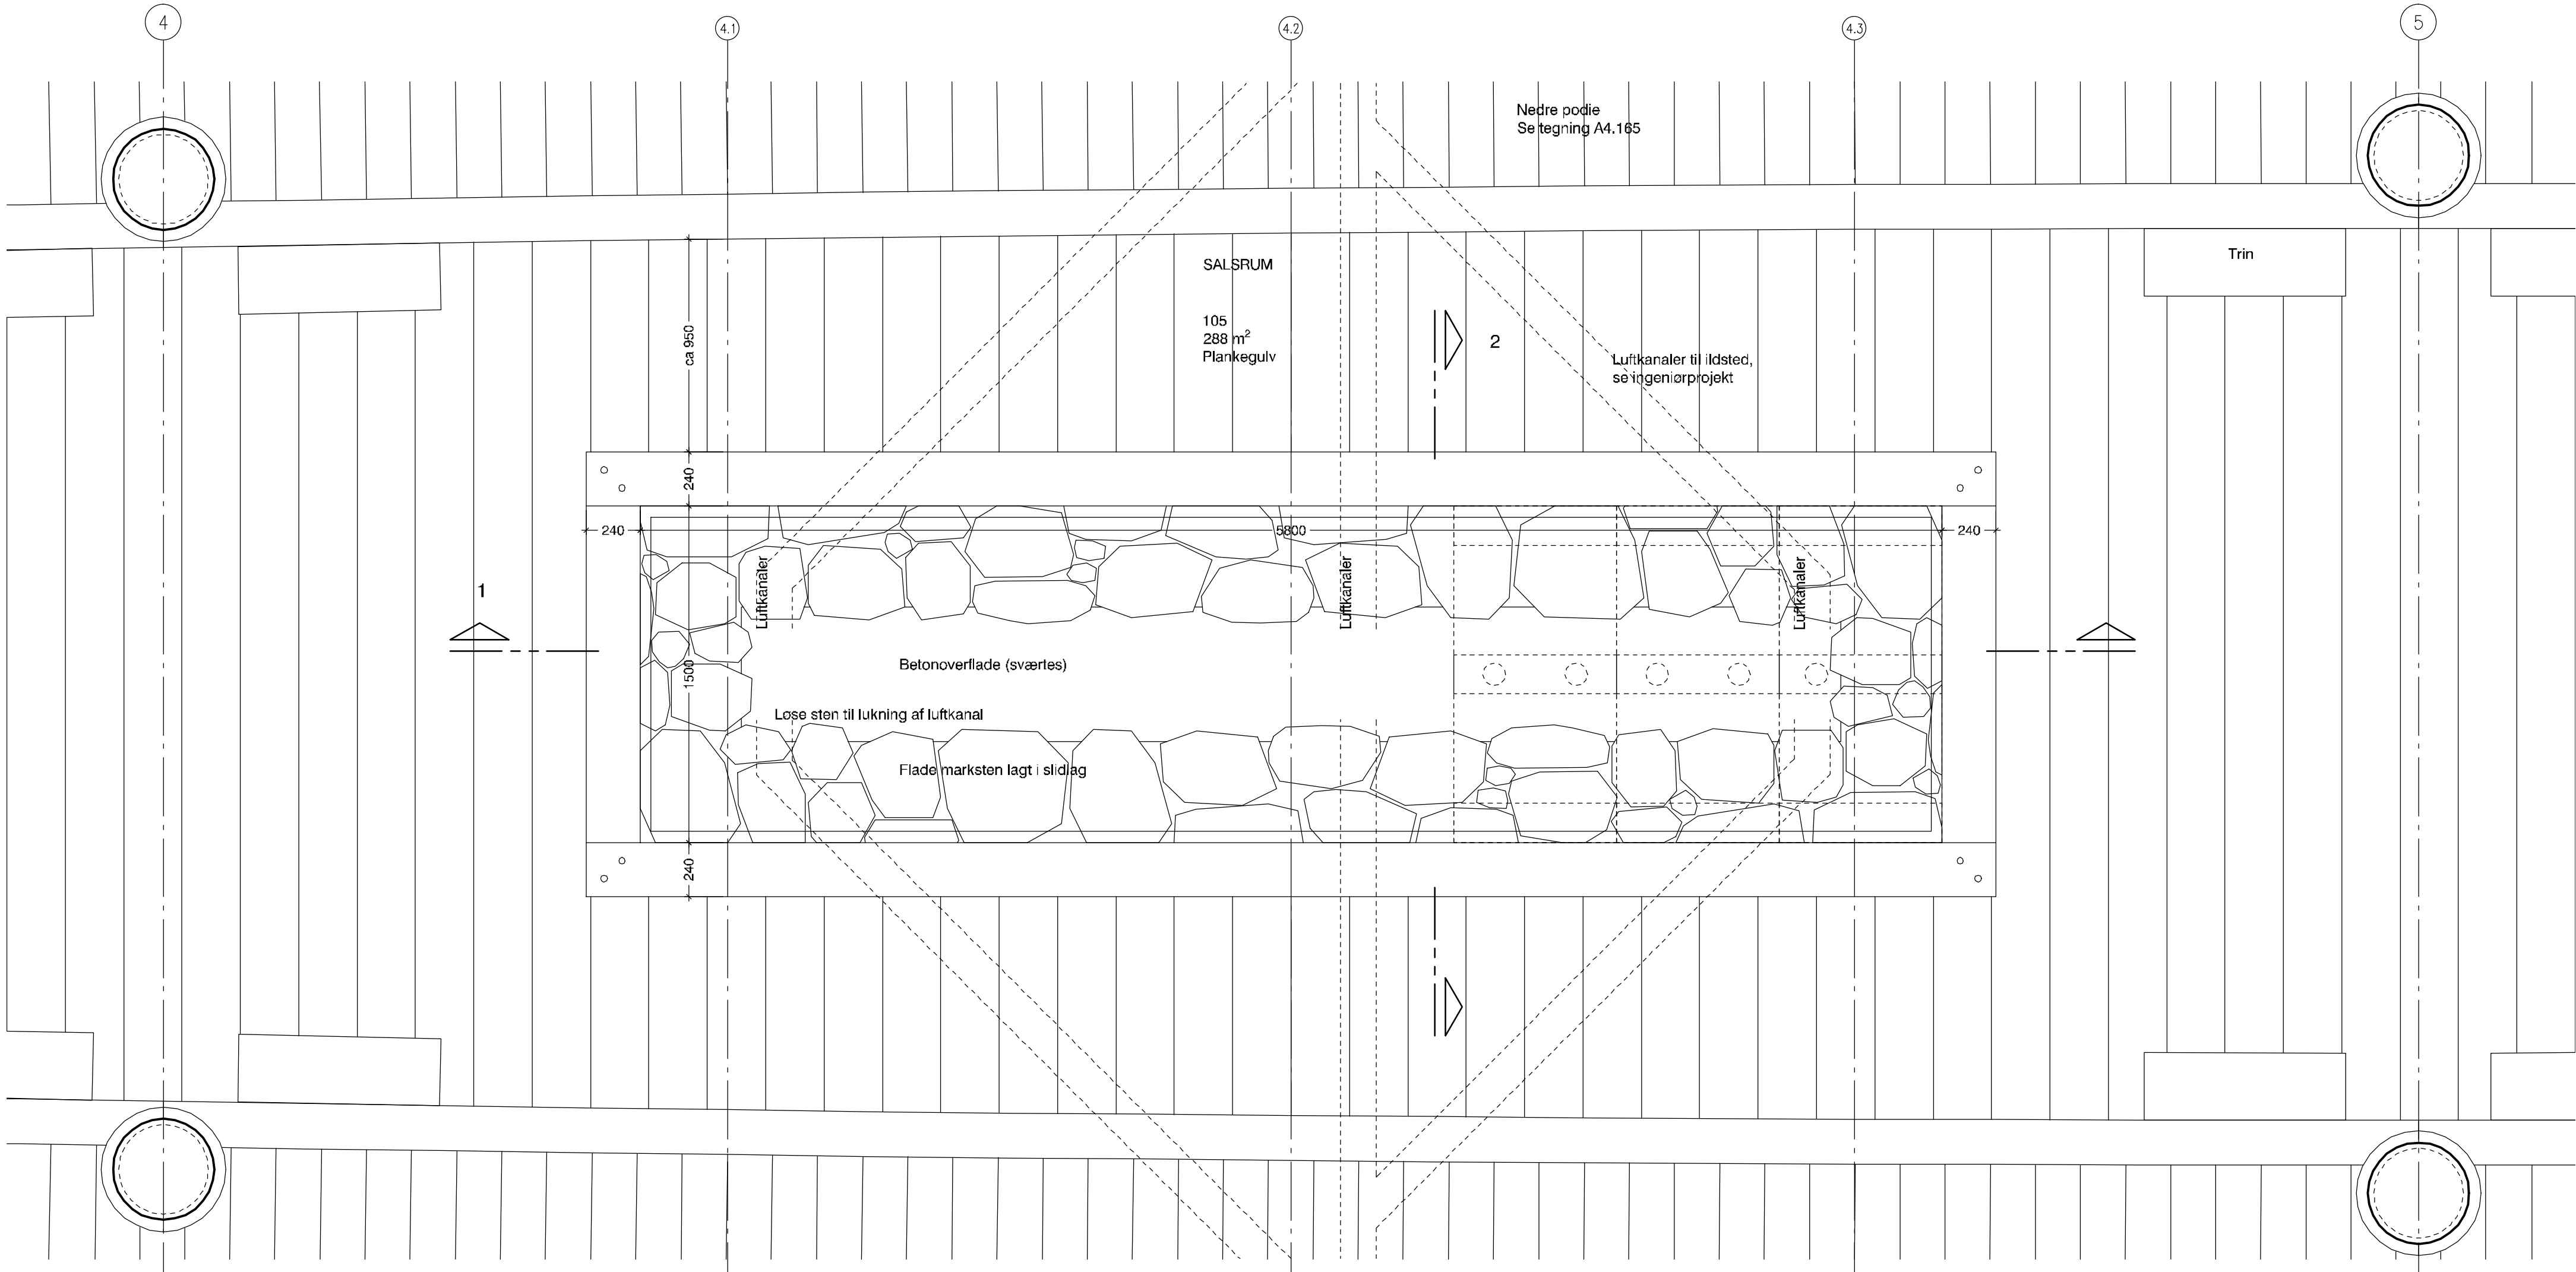 4
4.1
4.2
4.3
5
Nedre podie
Se tegning A4.165
SALSRUM
105
288 m²
Plankegulv
Trin
ca 950
2
Luftkanaler til ildsted,
se ingeniørprojekt
240
240
5800
240
Luftkanaler
Luftkanaler
Luftkanaler
1
1500
Betonoverflade (sværtes)
Løse sten til lukning af luftkanal
Flade marksten lagt i slidlag
240